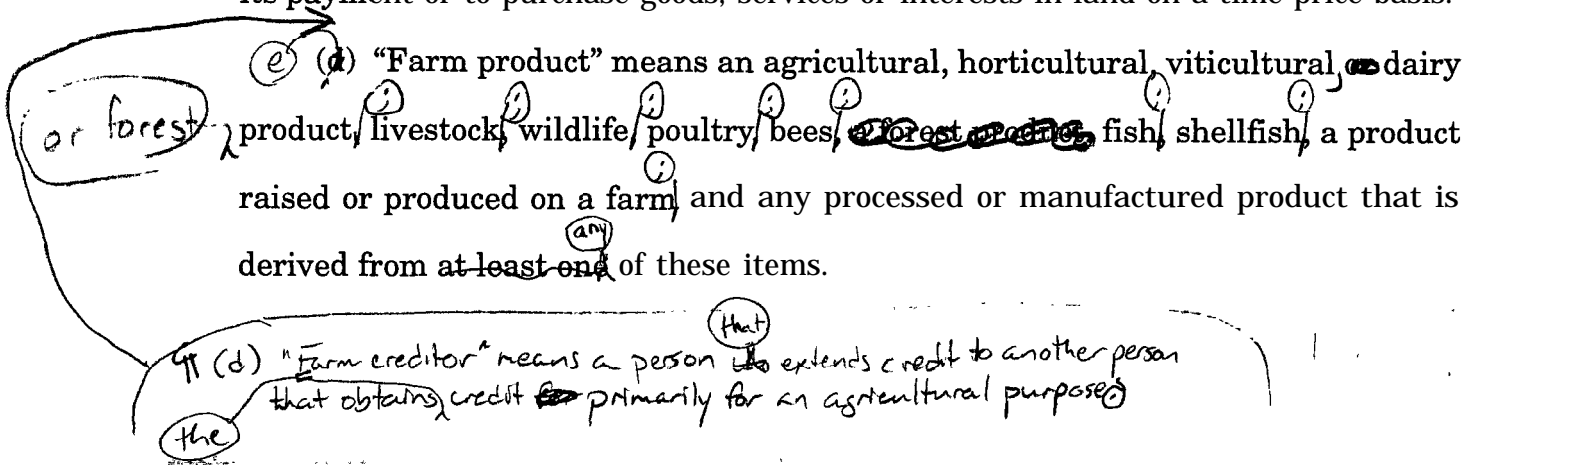 its payment or to purchase goods, services or interests in land on a time-price basis.
e (d) “Farm product” means an agricultural, horticultural, viticultural, or dairy
; ; ; ; ; ; ;
or forest product, livestock, wildlife, poultry, bees, a forest product, fish, shellfish, a product
;
raised or produced on a farm, and any processed or manufactured product that is
any
derived from at least one of these items.
that
¶ (d) "Farm creditor" means a person extends credit to another person
that obtains credit primarily for an agricultural purpose.
the